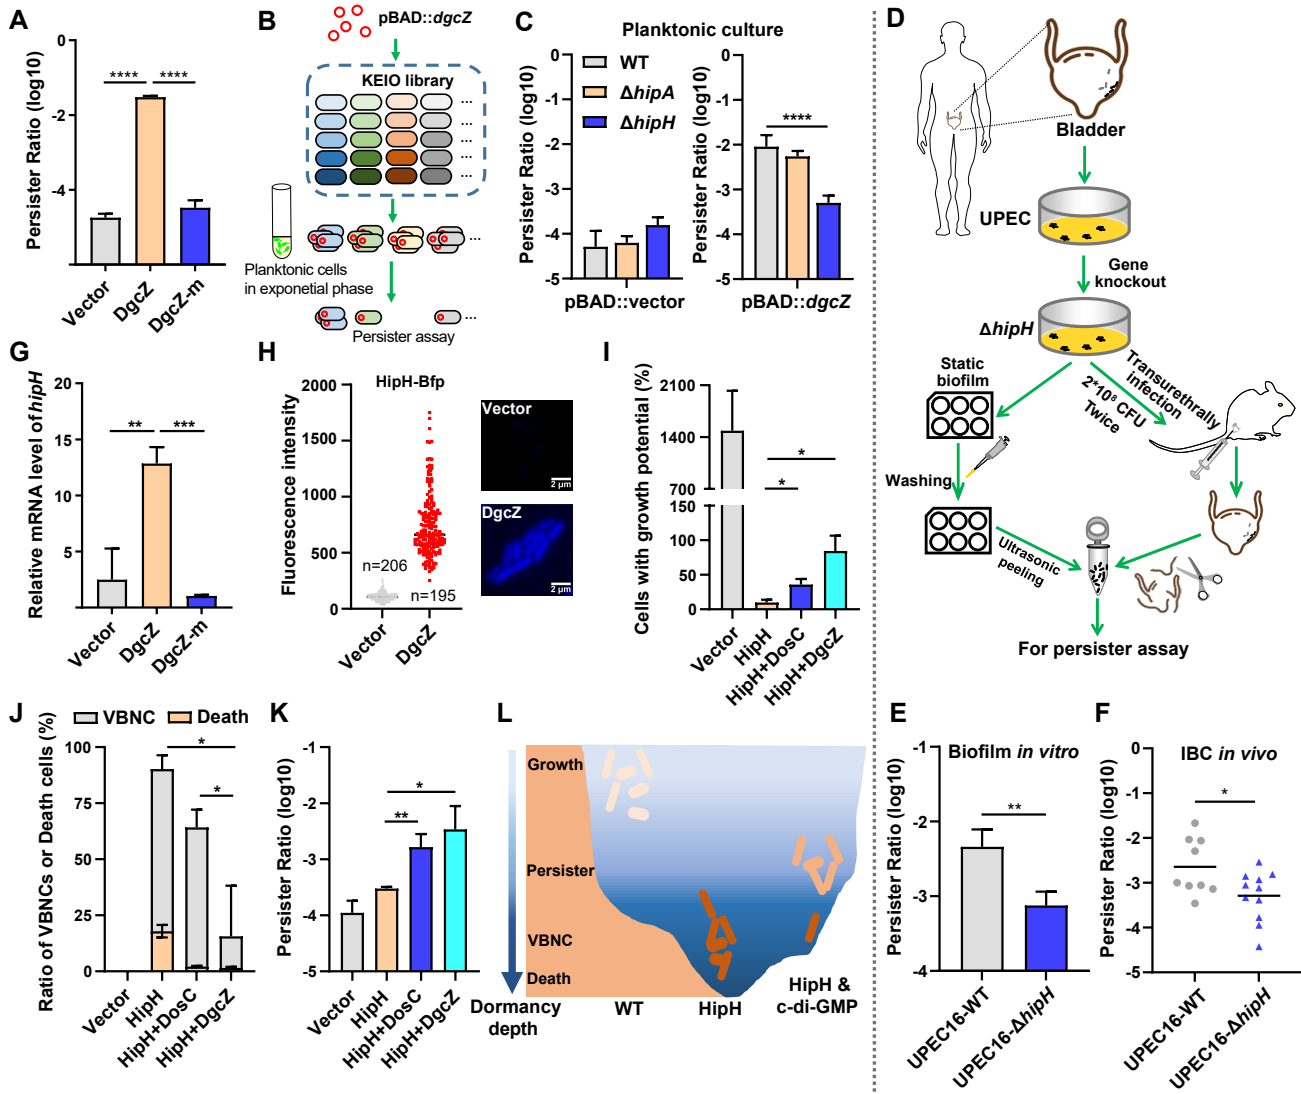 A
Persister Ratio (log10)
0
-2
-4
****
****
Vector
DgcZ
DgcZ-m
B
pBAD::dgcZ
KEIO library
...
...
...
...
...
Planktonic cells
in exponetial phase
...
...
Persister assay
C
Planktonic culture
Persister Ratio (log10)
0
-1
-2
-3
-4
-5
WT
ΔhipA
ΔhipH
pBAD::vector
Persister Ratio (log10)
0
-1
-2
-3
-4
-5
****
pBAD::dgcZ
D
Bladder
UPEC
Gene
knockout
ΔhipH
Static
biofilm
Transurethrally
infection
2*10⁸ CFU
Twice
Washing
Ultrasonic
peeling
For persister assay
G
Relative mRNA level of hipH
20
15
10
5
**
***
Vector
DgcZ
DgcZ-m
H
HipH-Bfp
Fluorescence intensity
2000
1500
1000
500
0
n=206
n=195
Vector
DgcZ
Vector
2 μm
DgcZ
2 μm
I
Cells with growth potential (%)
2100
1400
700
150
100
50
0
*
*
Vector
HipH
HipH+DosC
HipH+DgcZ
J
VBNC
Death
Ratio of VBNCs or Death cells (%)
100
75
50
25
0
*
*
Vector
HipH
HipH+DosC
HipH+DgcZ
K
Persister Ratio (log10)
-1
-2
-3
-4
-5
*
**
Vector
HipH
HipH+DosC
HipH+DgcZ
L
Growth
Persister
VBNC
Death
Dormancy
depth
WT
HipH
HipH &
c-di-GMP
E
Biofilm in vitro
Persister Ratio (log10)
-1
-2
-3
-4
**
UPEC16-WT
UPEC16-ΔhipH
F
IBC in vivo
Persister Ratio (log10)
0
-1
-2
-3
-4
-5
*
UPEC16-WT
UPEC16-ΔhipH